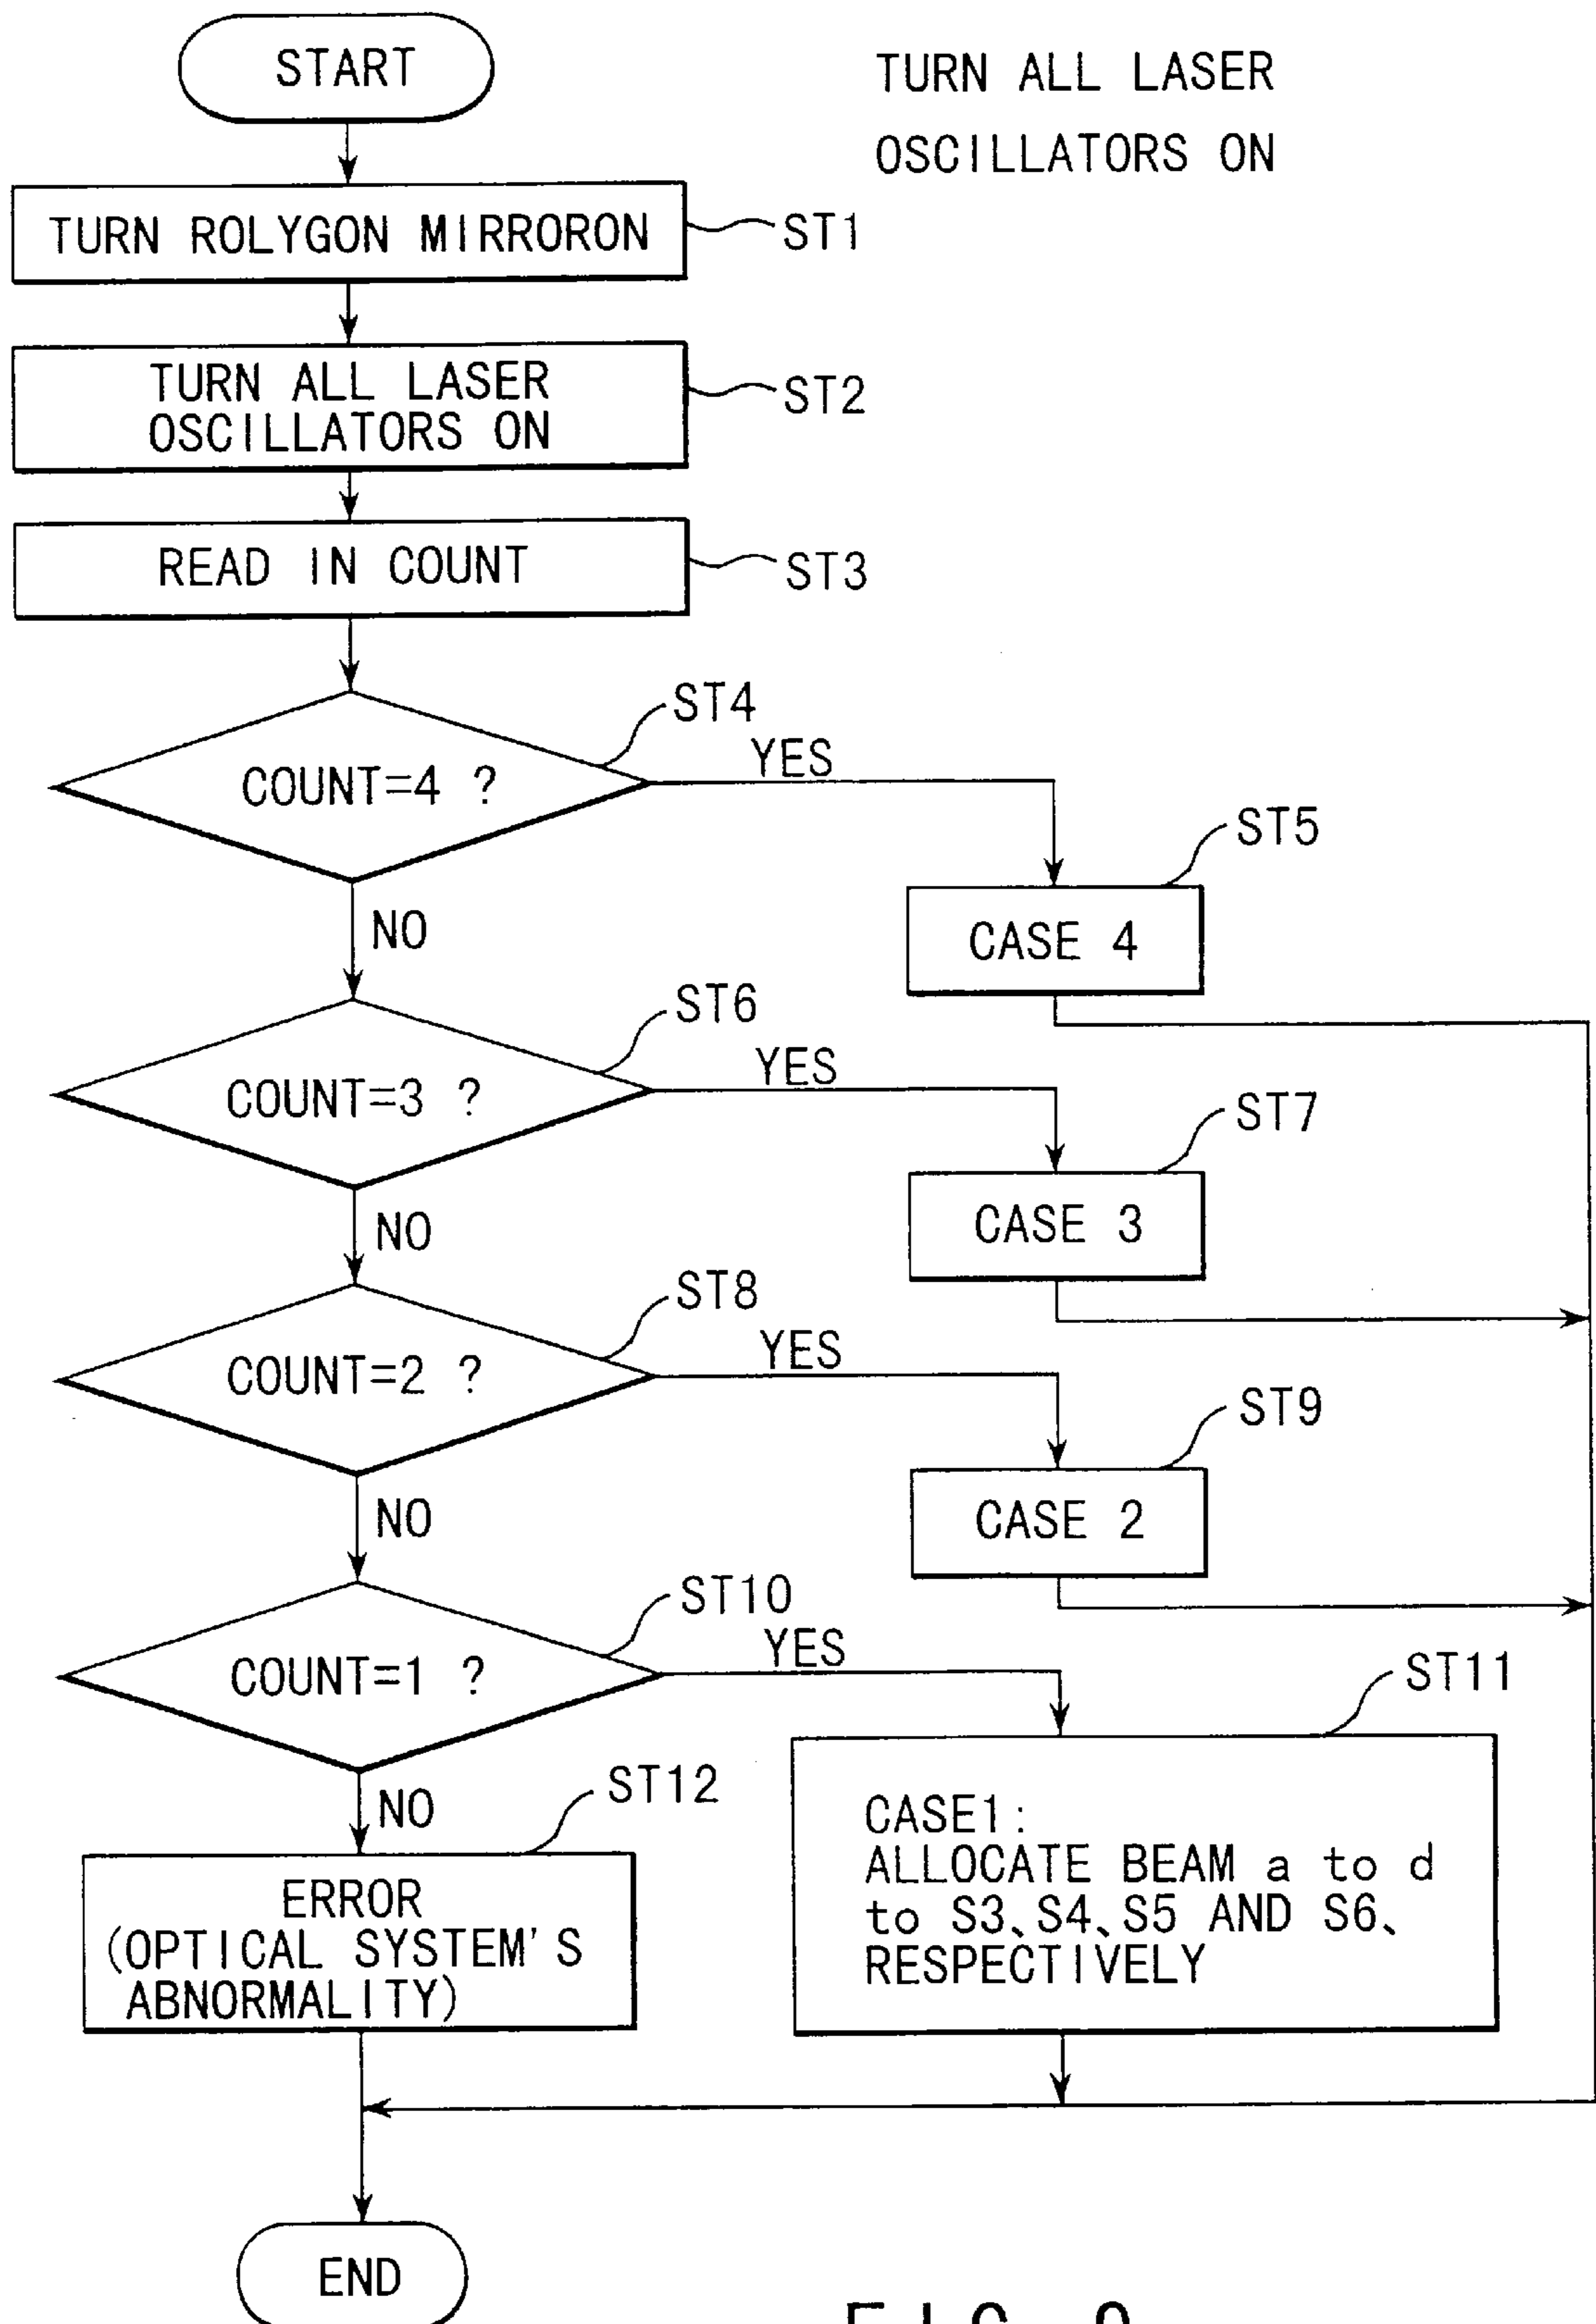 START
TURN ALL LASER
OSCILLATORS ON
TURN ROLYGON MIRRORON
ST1
TURN ALL LASER
OSCILLATORS ON
ST2
READ IN COUNT
ST3
ST4
COUNT=4 ?
YES
ST5
CASE 4
NO
ST6
COUNT=3 ?
YES
ST7
CASE 3
NO
ST8
COUNT=2 ?
YES
ST9
CASE 2
NO
ST10
COUNT=1 ?
YES
ST11
CASE1:
ALLOCATE BEAM a to d
to S3、S4、S5 AND S6、
RESPECTIVELY
NO
ST12
ERROR
(OPTICAL SYSTEM'S
ABNORMALITY)
END